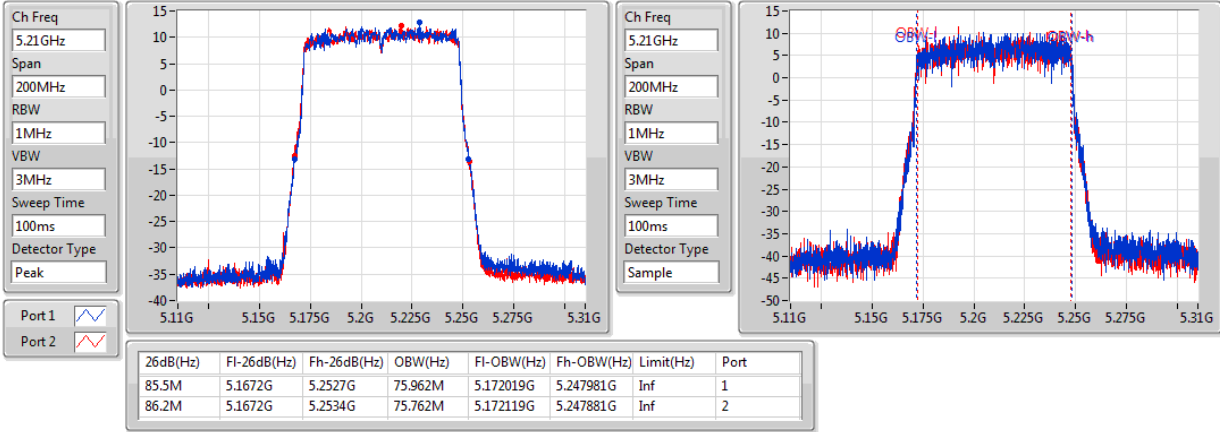 Ch Freq
5.21GHz
Span
200MHz
RBW
1MHz
VBW
3MHz
Sweep Time
100ms
Detector Type
Peak
Port 1
Port 2
15
10
5
0
-5
-10
-15
-20
-25
-30
-35
-40
5.11G 5.15G 5.175G 5.2G 5.225G 5.25G 5.31G
Ch Freq
5.21GHz
Span
200MHz
RBW
1MHz
VBW
3MHz
Sweep Time
100ms
Detector Type
Sample
15
10
5
0
-5
-10
-15
-20
-25
-30
-35
-40
-45
-50
OBW-l OBW-h
5.11G 5.15G 5.175G 5.2G 5.225G 5.25G 5.275G 5.31G
26dB(Hz) Fl-26dB(Hz) Fh-26dB(Hz) OBW(Hz) Fl-OBW(Hz) Fh-OBW(Hz) Limit(Hz) Port
85.5M 5.1672G 5.2527G 75.962M 5.172019G 5.247981G Inf 1
86.2M 5.1672G 5.2534G 75.762M 5.172119G 5.247881G Inf 2